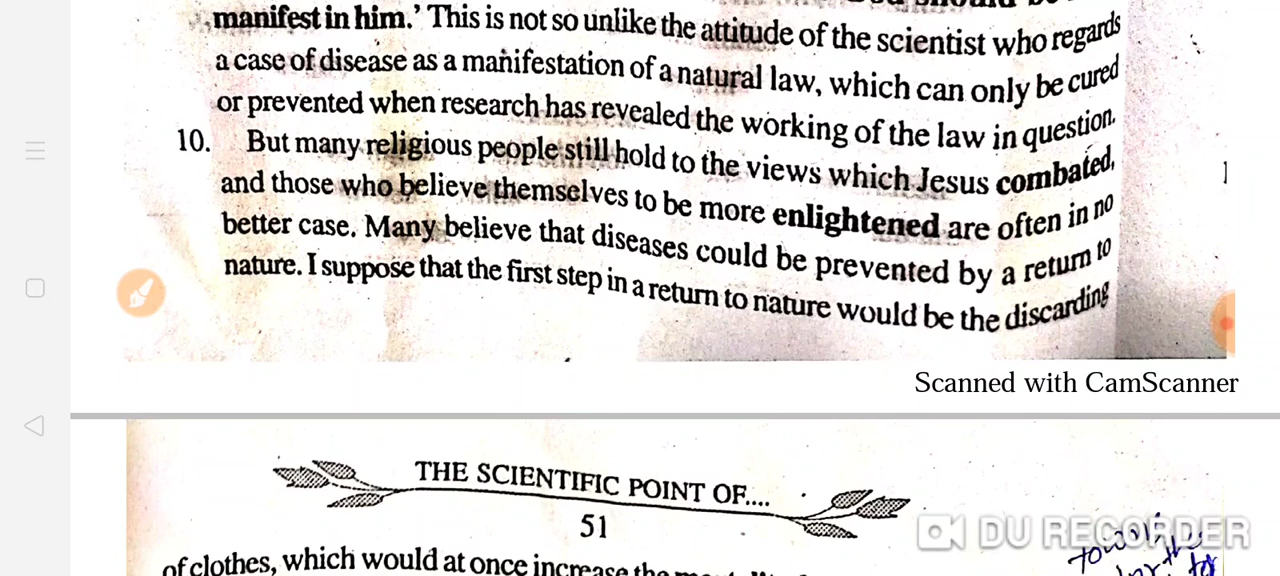 manifest in him.' This is not so unlike the attitude of the scientist who regards
a case of disease as a manifestation of a natural law, which can only be cured
or prevented when research has revealed the working of the law in question.
10. But many religious people still hold to the views which Jesus combated,
and those who believe themselves to be more enlightened are often in no
better case. Many believe that diseases could be prevented by a return to
nature. I suppose that the first step in a return to nature would be the discarding
Scanned with CamScanner
THE SCIENTIFIC POINT OF....
51
DU RECORDER
of clothes, which would at once increase the